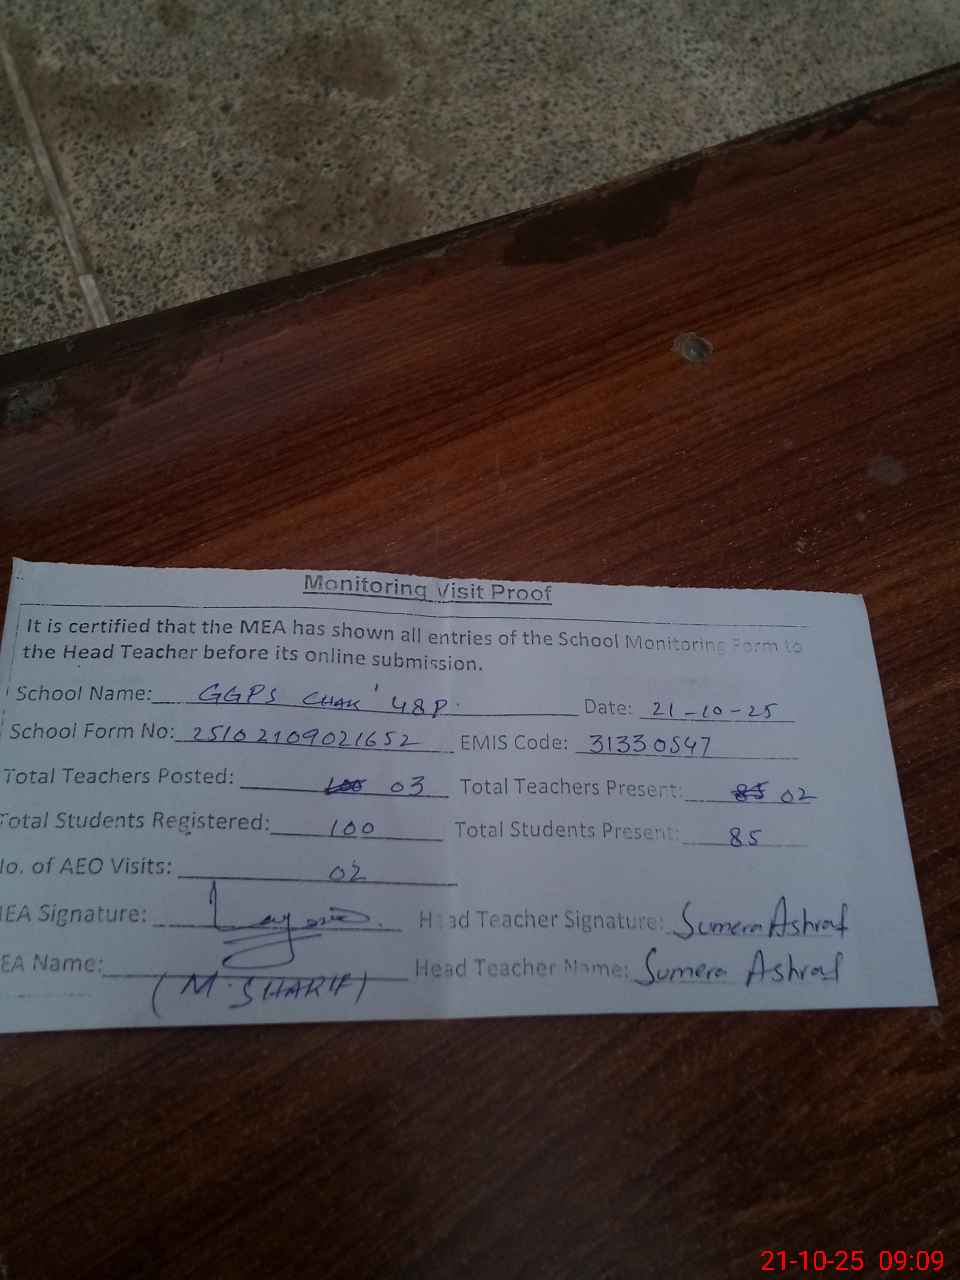 Monitoring Visit Proof
It is certified that the MEA has shown all entries of the School Monitoring Form to
the Head Teacher before its online submission.
School Name: GGPS CHAK 48P. Date: 21-10-25
School Form No: 2510 2109021652 EMIS Code: 31330547
Total Teachers Posted: 03 Total Teachers Present: 02
Total Students Registered: 100 Total Students Present: 85
No. of AEO Visits: 02
MEA Signature: Head Teacher Signature: Sumera Ashraf
MEA Name: (M. SHARIF) Head Teacher Name: Sumera Ashraf
21-10-25 09:09